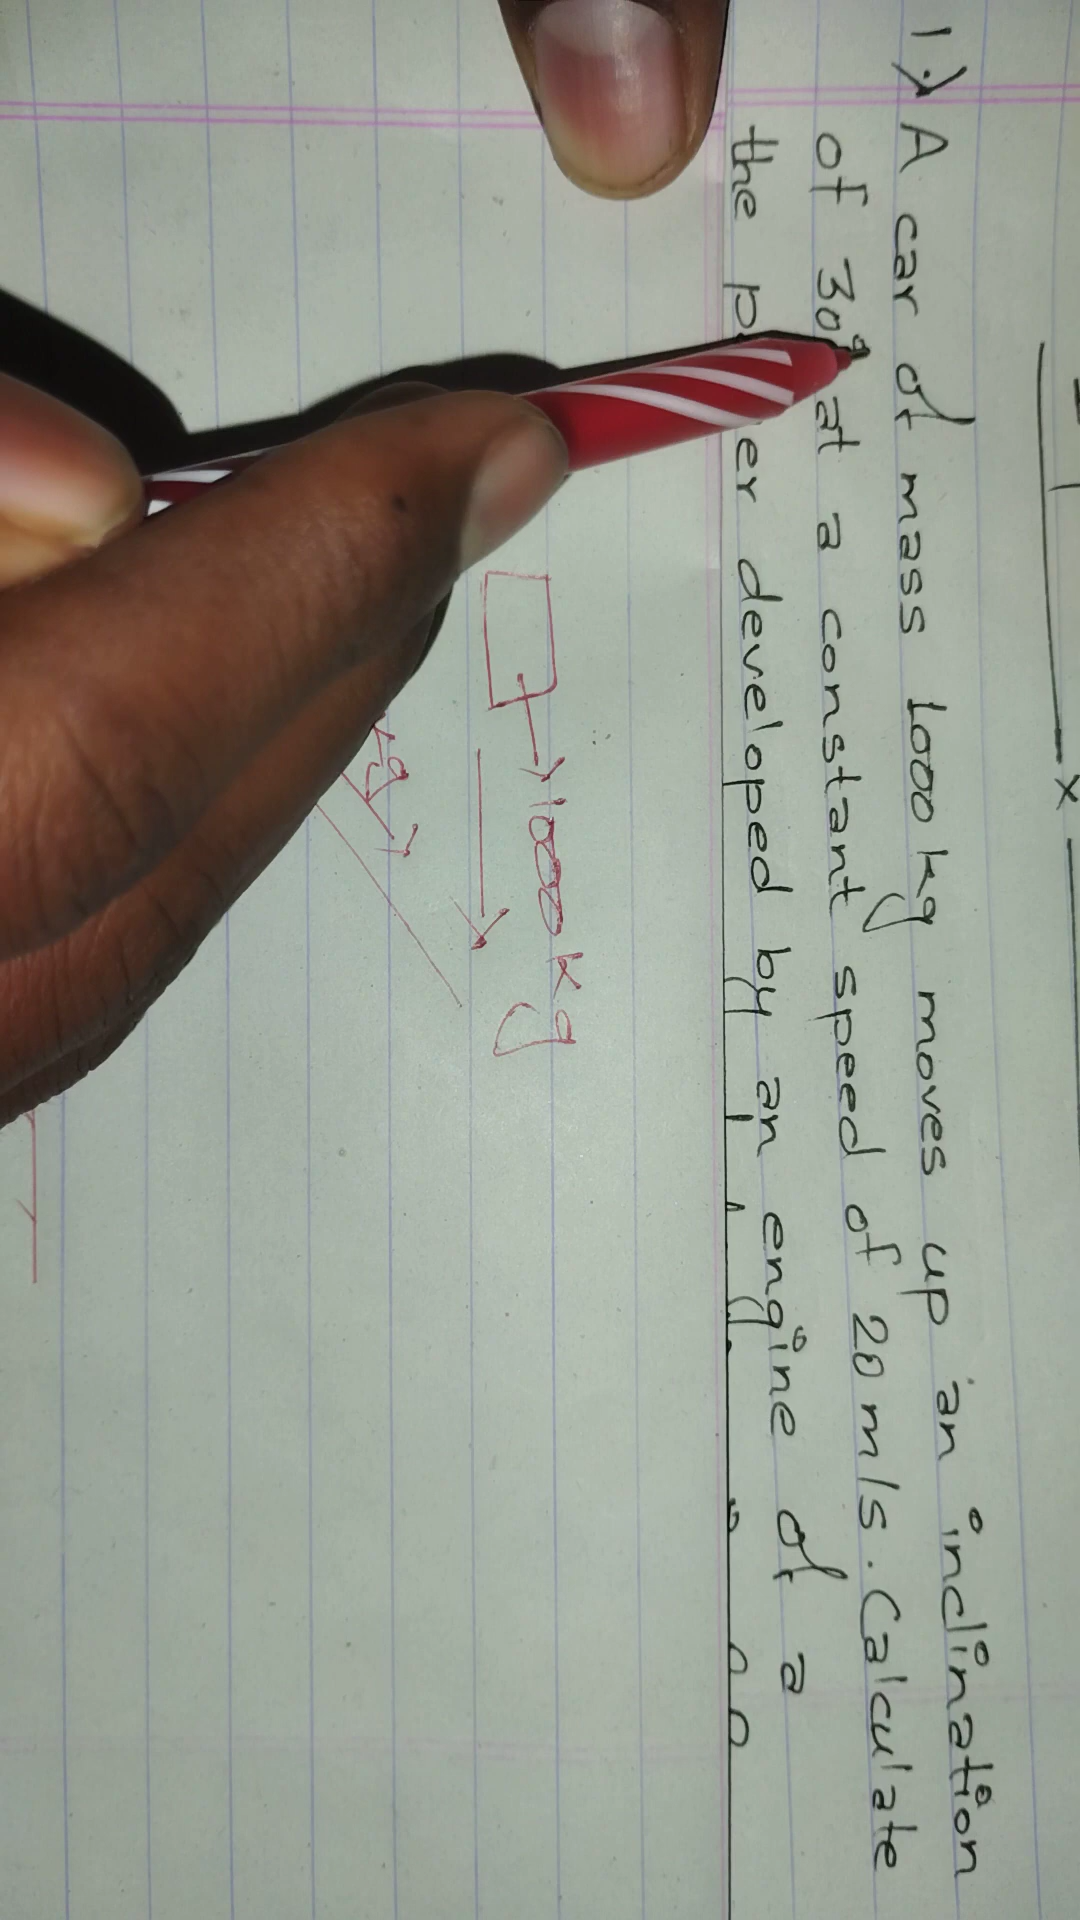 1.) A car of mass 1000 kg moves up an inclination
of 30° at a constant speed of 20 m/s. Calculate
the developed by an engine of a
1000 kg